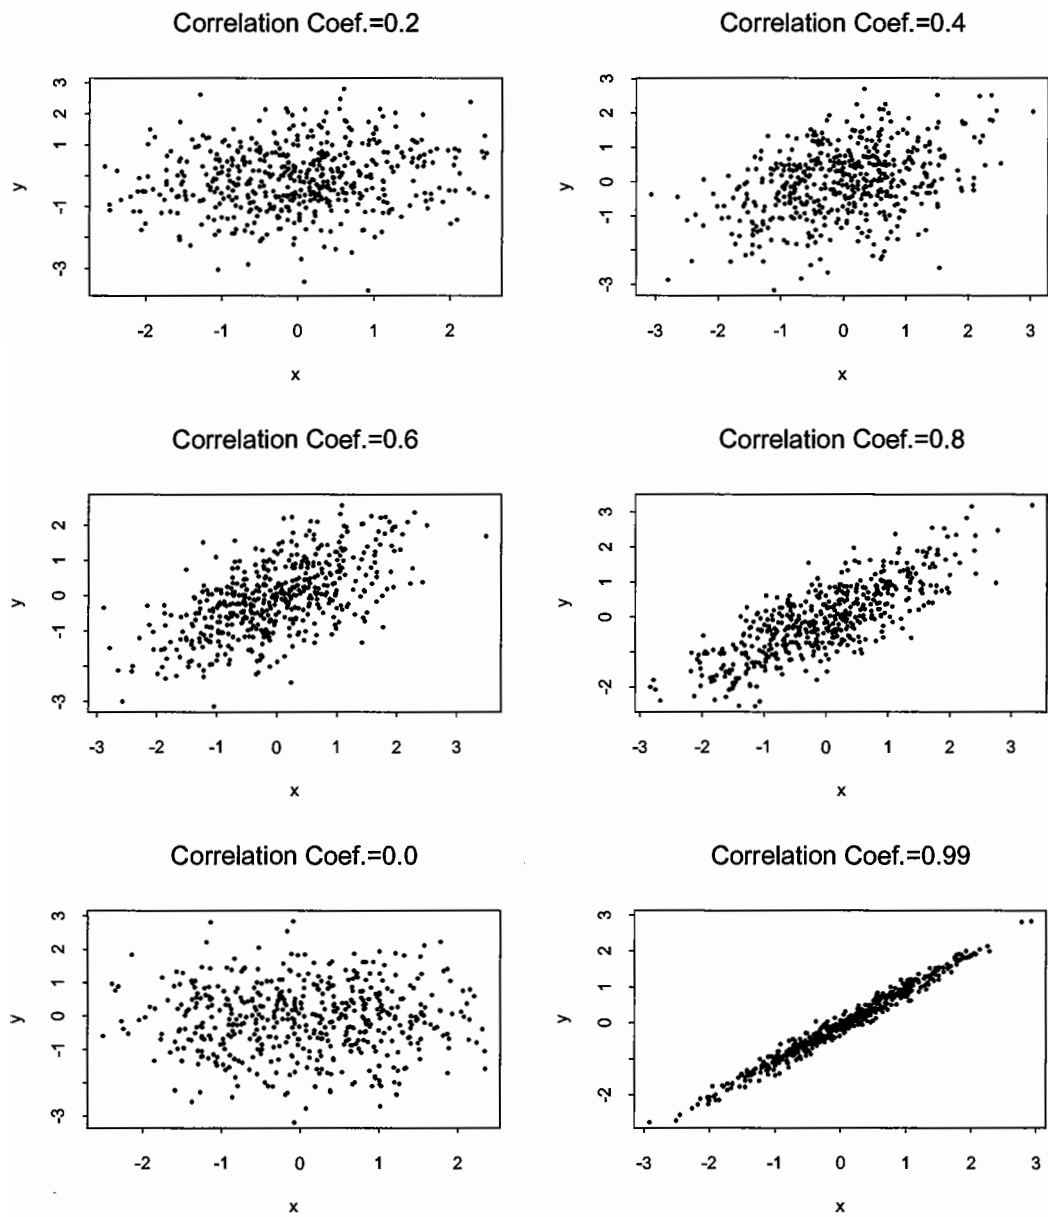 Correlation Coef.=0.2
3
2
1
-1
-3
y
-2 -1 0 1 2
x
Correlation Coef.=0.4
3
2
1
0
-1
-3
y
-3 -2 -1 0 1 2 3
x
Correlation Coef.=0.6
2
1
0
-1
-3
y
-3 -2 -1 0 1 2 3
x
Correlation Coef.=0.8
3
2
1
0
-2
y
-3 -2 -1 0 1 2 3
x
Correlation Coef.=0.0
3
2
1
0
-1
-3
y
-2 -1 0 1 2
x
Correlation Coef.=0.99
3
2
1
0
-2
y
-3 -2 -1 0 1 2 3
x